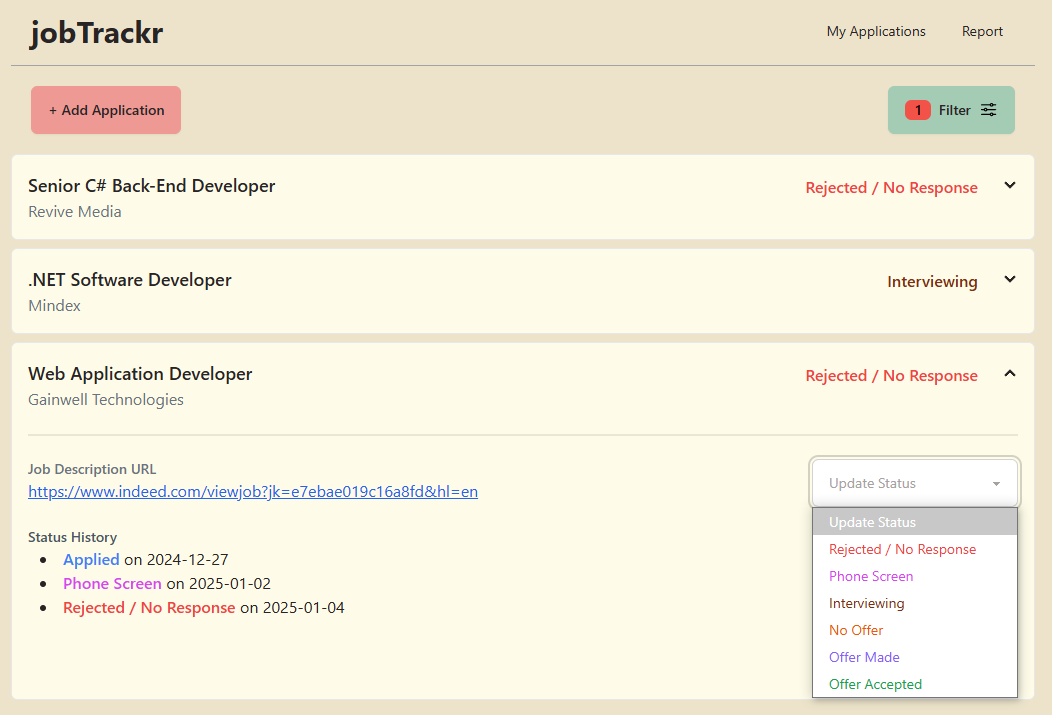 jobTrackr
My Applications
Report
+ Add Application
1 Filter
Senior C# Back-End Developer
Rejected / No Response
Revive Media
.NET Software Developer
Interviewing
Mindex
Web Application Developer
Rejected / No Response
Gainwell Technologies
Job Description URL
https://www.indeed.com/viewjob?jk=e7ebae019c16a8fd&hl=en
Status History
Applied on 2024-12-27
Phone Screen on 2025-01-02
Rejected / No Response on 2025-01-04
Update Status
Update Status
Rejected / No Response
Phone Screen
Interviewing
No Offer
Offer Made
Offer Accepted